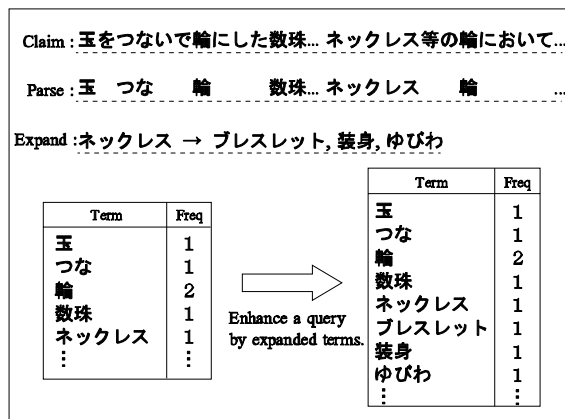 Claim : 玉をつないで輪にした数珠... ネックレス等の輪において...
Parse : 玉 つな 輪 数珠... ネックレス 輪 ...
Expand : ネックレス → ブレスレット, 装身, ゆびわ
Term Freq
玉 1
つな 1
輪 2
数珠 1
ネックレス 1
⋮ ⋮
Enhance a query
by expanded terms.
Term Freq
玉 1
つな 1
輪 2
数珠 1
ネックレス 1
ブレスレット 1
装身 1
ゆびわ 1
⋮ ⋮